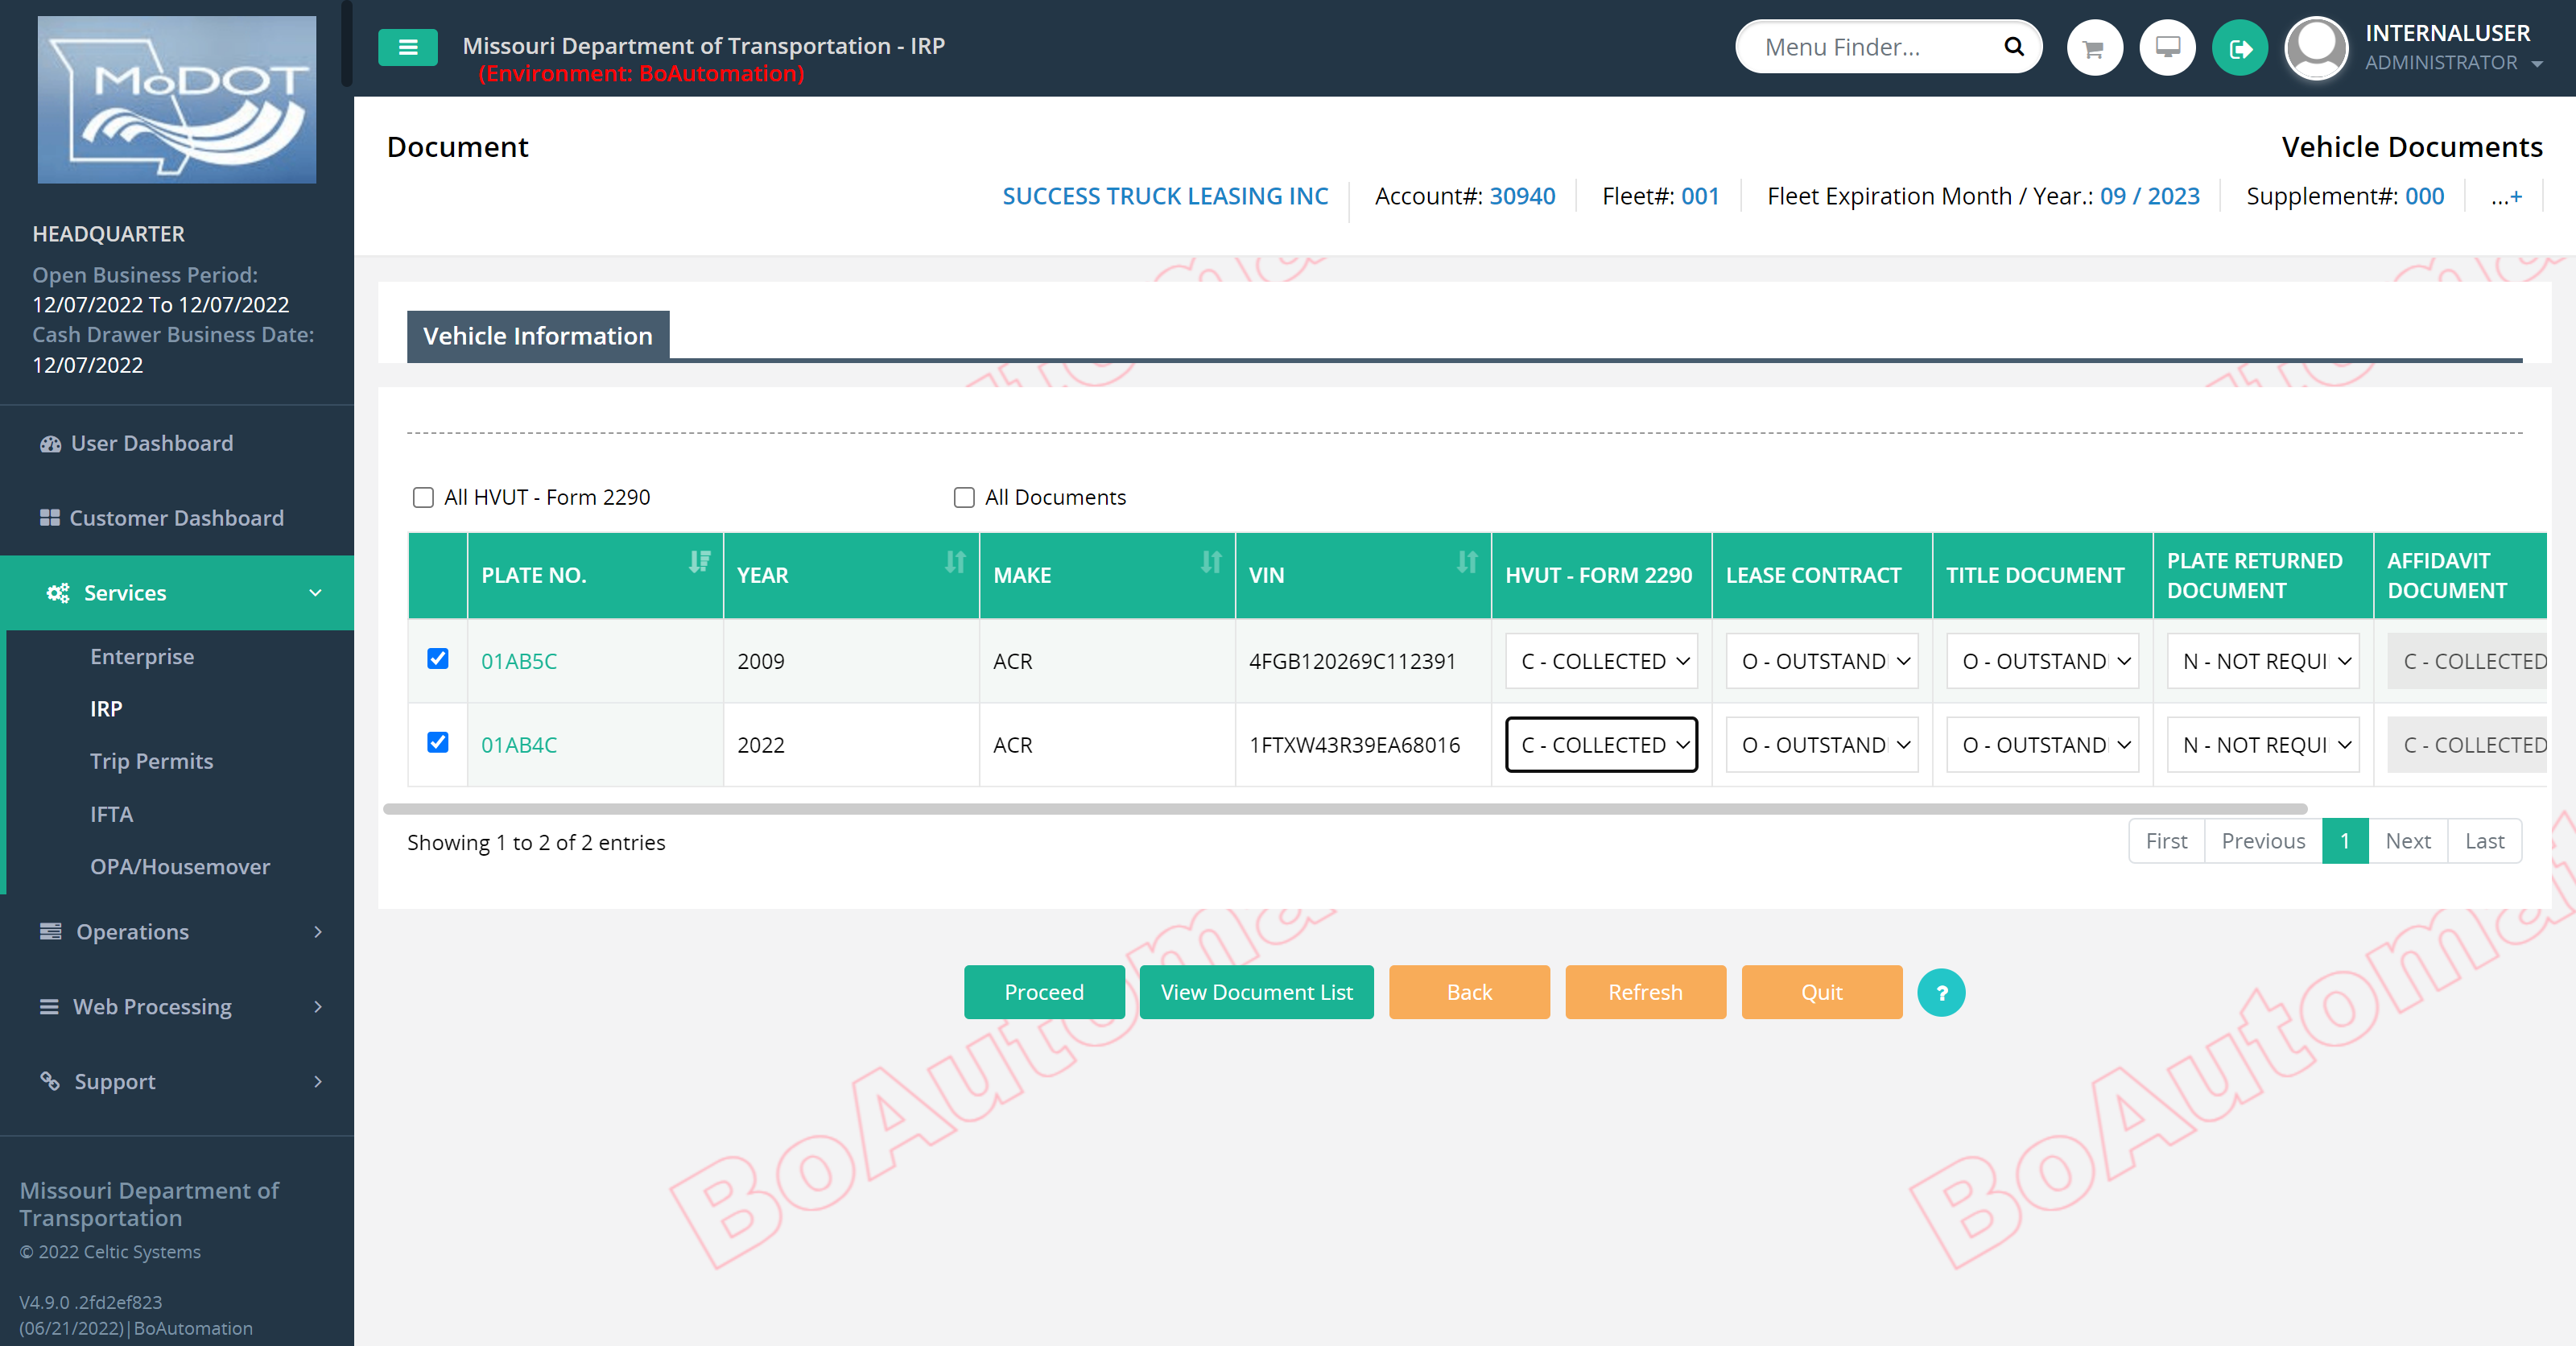 MoDOT
Missouri Department of Transportation - IRP
(Environment: BoAutomation)
Menu Finder...
INTERNALUSER
ADMINISTRATOR
HEADQUARTER
Open Business Period:
12/07/2022 To 12/07/2022
Cash Drawer Business Date:
12/07/2022
User Dashboard
Customer Dashboard
Services
Enterprise
IRP
Trip Permits
IFTA
OPA/Housemover
Operations
Web Processing
Support
Missouri Department of
Transportation
© 2022 Celtic Systems
V4.9.0 .2fd2ef823
(06/21/2022)|BoAutomation
Document
Vehicle Documents
SUCCESS TRUCK LEASING INC Account#: 30940 Fleet#: 001 Fleet Expiration Month / Year.: 09 / 2023 Supplement#: 000 ...+
Vehicle Information
All HVUT - Form 2290 All Documents
PLATE NO. YEAR MAKE VIN HVUT - FORM 2290 LEASE CONTRACT TITLE DOCUMENT PLATE RETURNED DOCUMENT AFFIDAVIT DOCUMENT
01AB5C 2009 ACR 4FGB120269C112391 C - COLLECTED O - OUTSTAND O - OUTSTAND N - NOT REQUI C - COLLECTED
01AB4C 2022 ACR 1FTXW43R39EA68016 C - COLLECTED O - OUTSTAND O - OUTSTAND N - NOT REQUI C - COLLECTED
Showing 1 to 2 of 2 entries
First Previous 1 Next Last
Proceed View Document List Back Refresh Quit ?
BoAutoma
BoAutomat